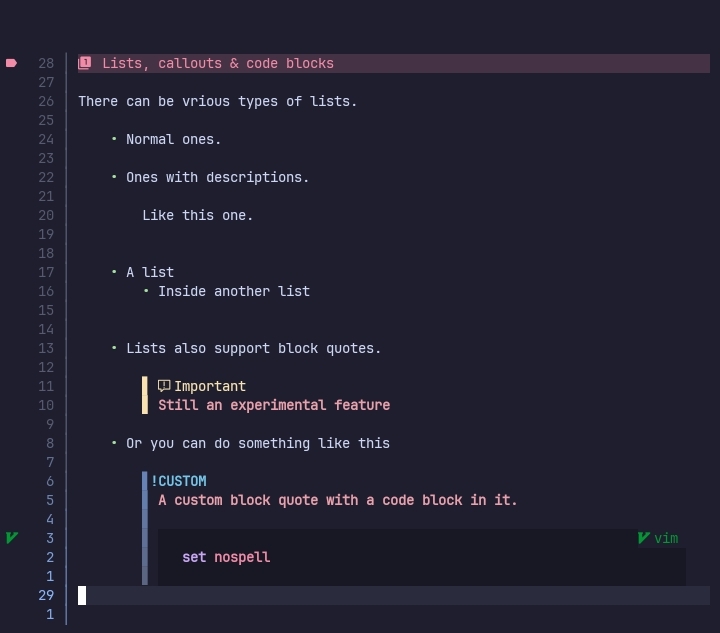 28 1 Lists, callouts & code blocks
27
26 There can be vrious types of lists.
25
24 • Normal ones.
23
22 • Ones with descriptions.
21
20 Like this one.
19
18
17 • A list
16 • Inside another list
15
14
13 • Lists also support block quotes.
12
11 Important
10 Still an experimental feature
9
8 • Or you can do something like this
7
6 !CUSTOM
5 A custom block quote with a code block in it.
4
3 vim
2 set nospell
1
29
1